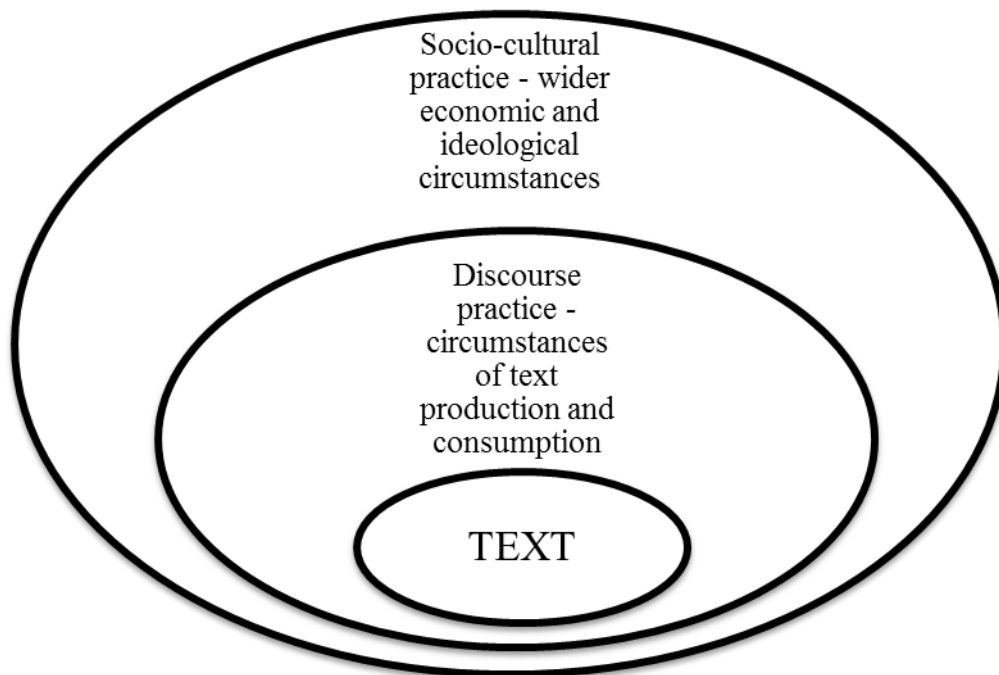 Socio-cultural
practice - wider
economic and
ideological
circumstances
Discourse
practice -
circumstances
of text
production and
consumption
TEXT